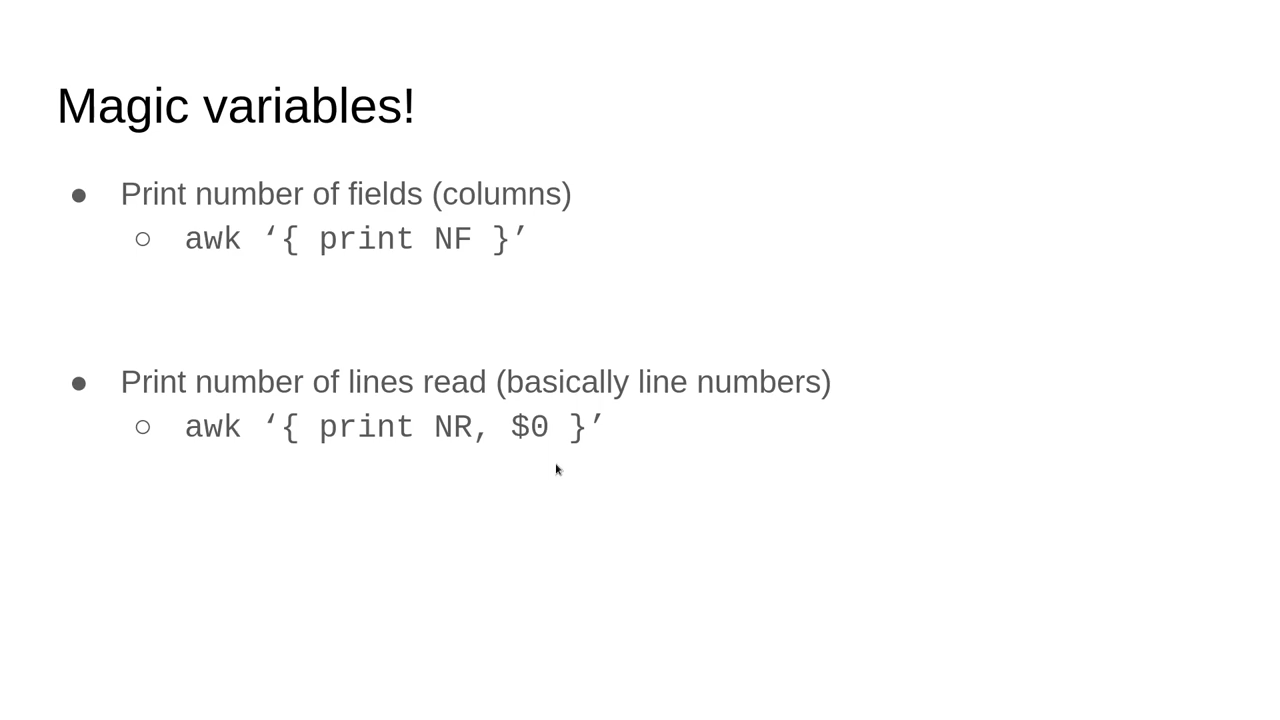 Magic variables!
● Print number of fields (columns)
○ awk ‘{ print NF }’
● Print number of lines read (basically line numbers)
○ awk ‘{ print NR, $0 }’